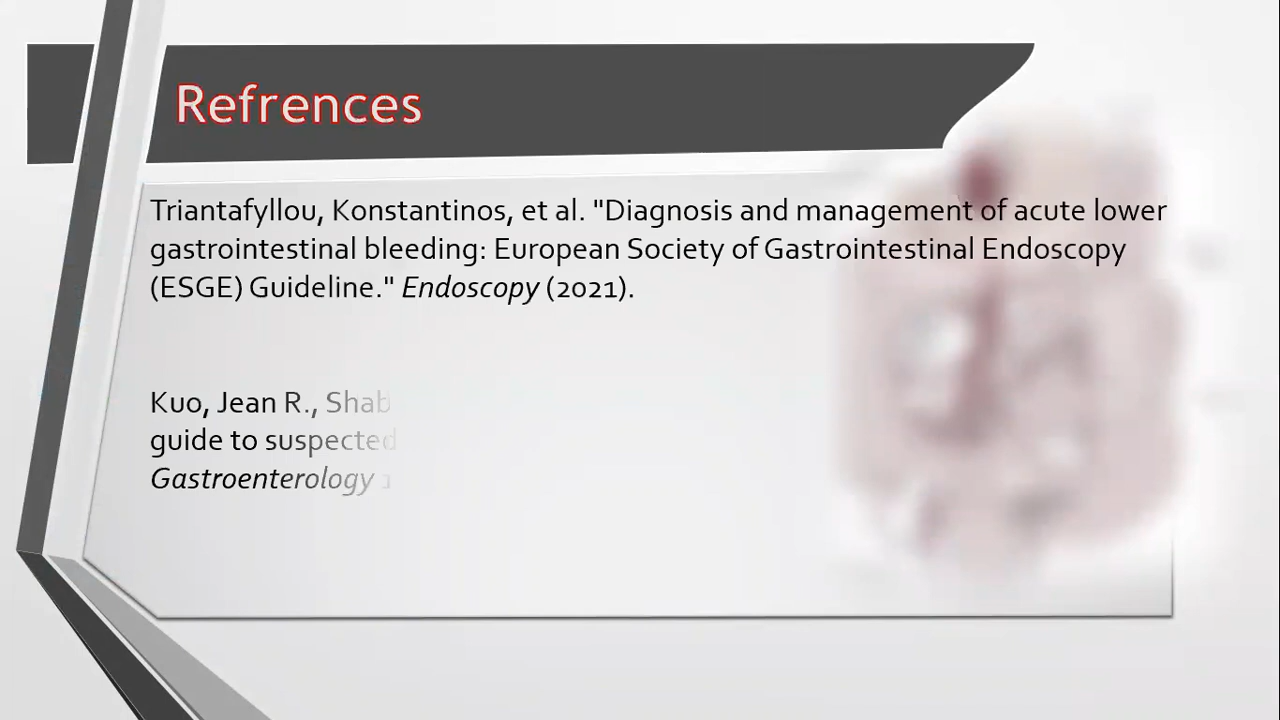 Refrences
Triantafyllou, Konstantinos, et al. "Diagnosis and management of acute lower
gastrointestinal bleeding: European Society of Gastrointestinal Endoscopy
(ESGE) Guideline." Endoscopy (2021).
Kuo, Jean R., Shab
guide to suspected
Gastroenterology